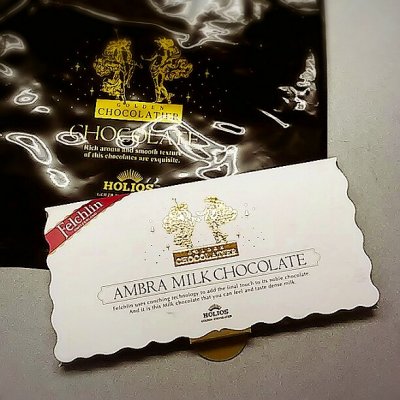 GOLDEN
CHOCOLATIER
CHOCOLATE
Rich aroma and smooth texture
of this chocolates are exquisite.
HOLIOS
Felchlin
GOLDEN
CHOCOLATIER
AMBRA MILK CHOCOLATE
Felchlin uses conching technology to add the final touch to its noble chocolate.
And it is this Milk chocolate that you can feel and taste dense milk.
HOLIOS